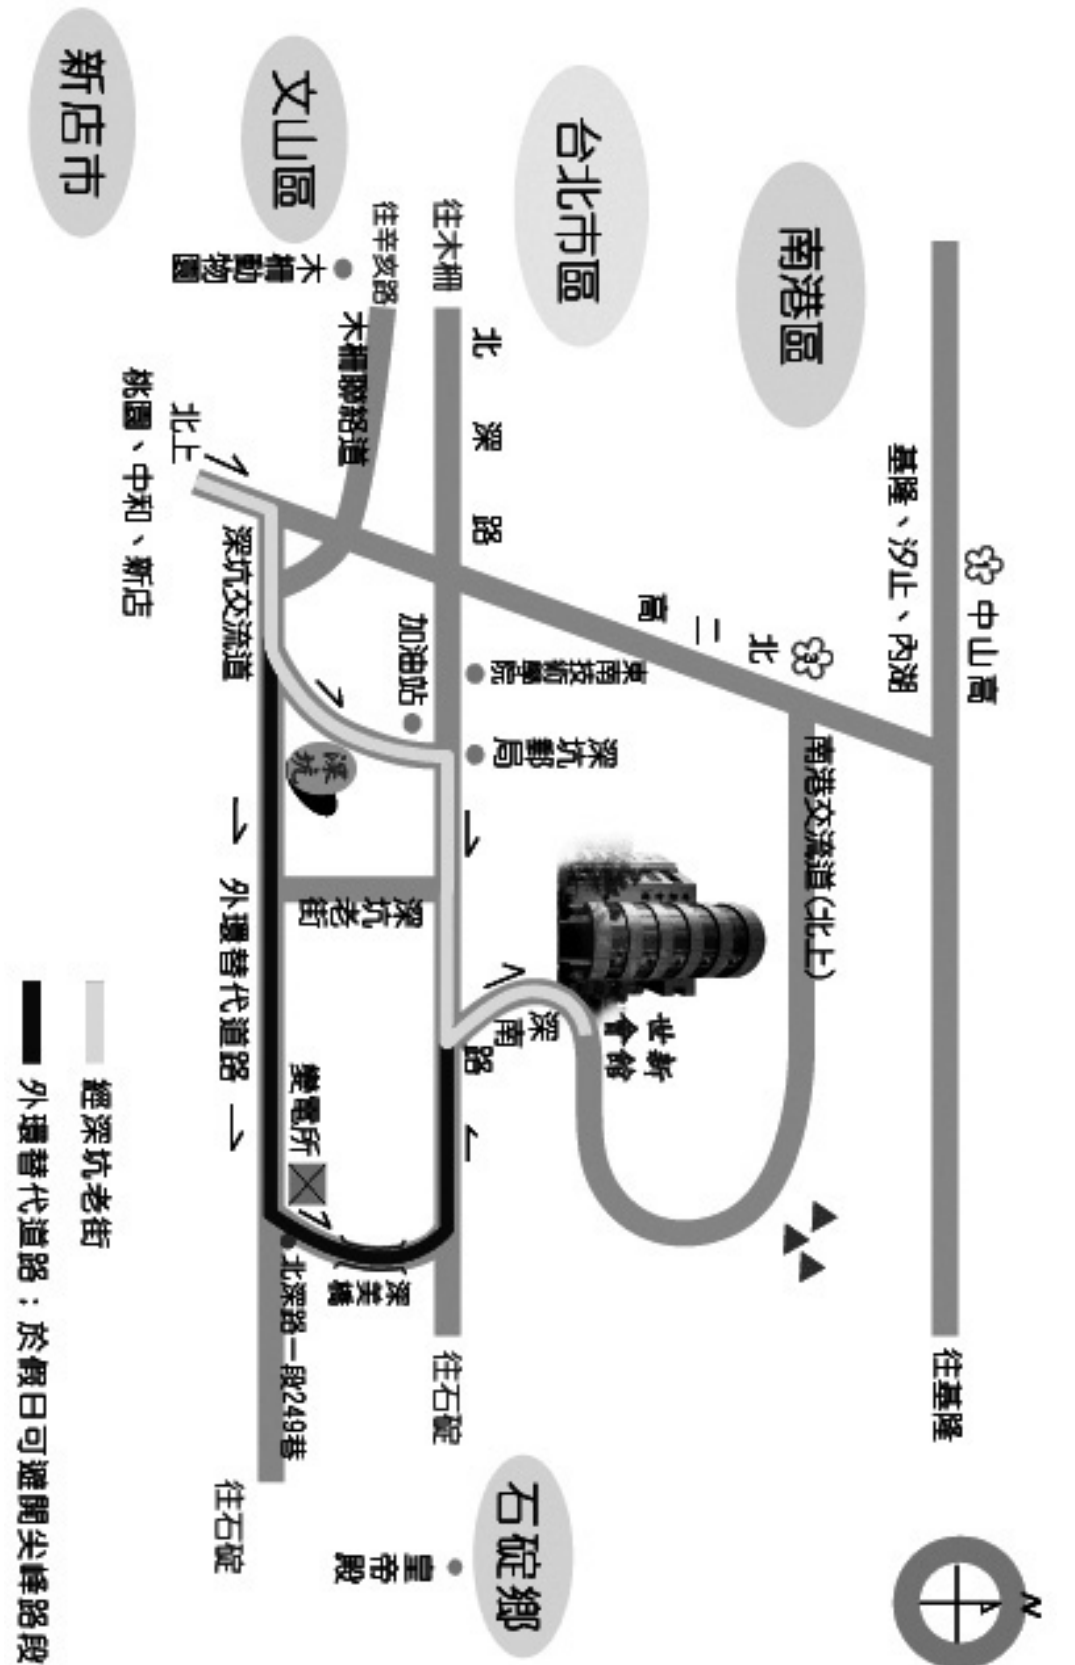 中山高
往基隆
基隆、汐止、內湖
南港區
3
北二高
南港交流道(北上)
台北市區
北深路
東南技術學院
深坑郵局
世新會館
深南路
往木柵
往辛亥路
木柵聯絡道
加油站
文山區
木柵動物園
深坑
深坑老街
深美橋
變電所
往石碇
石碇鄉
皇帝殿
新店市
北上
桃園、中和、新店
深坑交流道
外環替代道路
北深路一段249巷
往石碇
經深坑老街
外環替代道路：於假日可避開尖峰路段
N